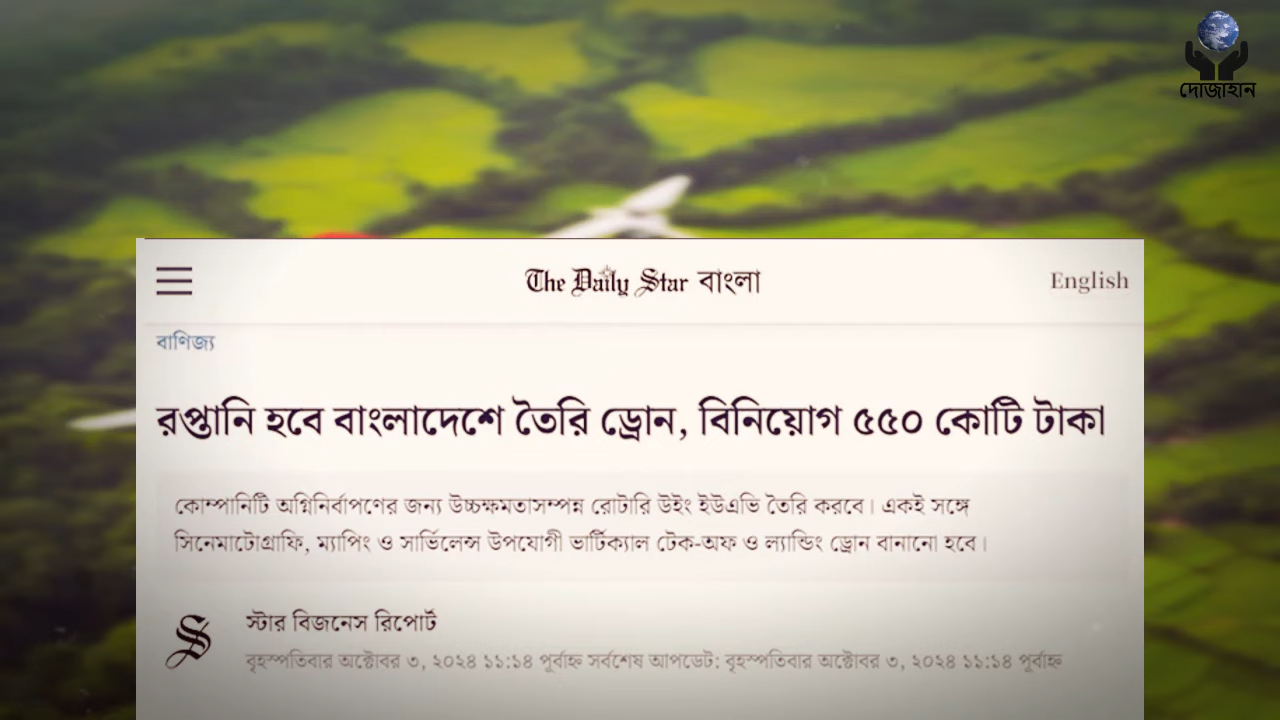 দোজাহান
The Daily Star বাংলা
English
বাণিজ্য
রপ্তানি হবে বাংলাদেশে তৈরি ড্রোন, বিনিয়োগ ৫৫০ কোটি টাকা
কোম্পানিটি অগ্নিনির্বাপণের জন্য উচ্চক্ষমতাসম্পন্ন রোটারি উইং ইউএভি তৈরি করবে। একই সঙ্গে
সিনেমাটোগ্রাফি, ম্যাপিং ও সার্ভিলেন্স উপযোগী ভার্টিক্যাল টেক-অফ ও ল্যান্ডিং ড্রোন বানানো হবে।
স্টার বিজনেস রিপোর্ট
বৃহস্পতিবার অক্টোবর ৩, ২০২৪ ১১:১৪ পূর্বাহ্ন সর্বশেষ আপডেট: বৃহস্পতিবার অক্টোবর ৩, ২০২৪ ১১:১৪ পূর্বাহ্ন